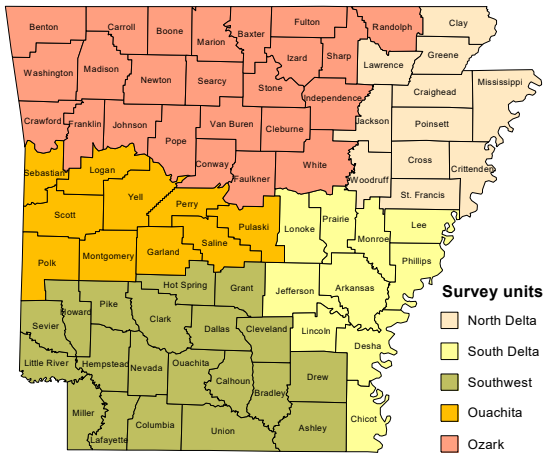 Benton
Carroll
Boone
Marion
Baxter
Fulton
Randolph
Clay
Washington
Madison
Newton
Searcy
Stone
Izard
Sharp
Lawrence
Greene
Mississippi
Craighead
Independence
Jackson
Poinsett
Crawford
Franklin
Johnson
Pope
Van Buren
Cleburne
White
Woodruff
Cross
Crittenden
St. Francis
Conway
Faulkner
Sebastian
Logan
Yell
Perry
Scott
Pulaski
Saline
Garland
Montgomery
Polk
Lonoke
Prairie
Monroe
Lee
Phillips
Arkansas
Jefferson
Hot Spring
Grant
Howard
Pike
Clark
Sevier
Dallas
Cleveland
Lincoln
Desha
Little River
Hempstead
Nevada
Ouachita
Calhoun
Bradley
Drew
Miller
Lafayette
Columbia
Union
Ashley
Chicot
Survey units
North Delta
South Delta
Southwest
Ouachita
Ozark